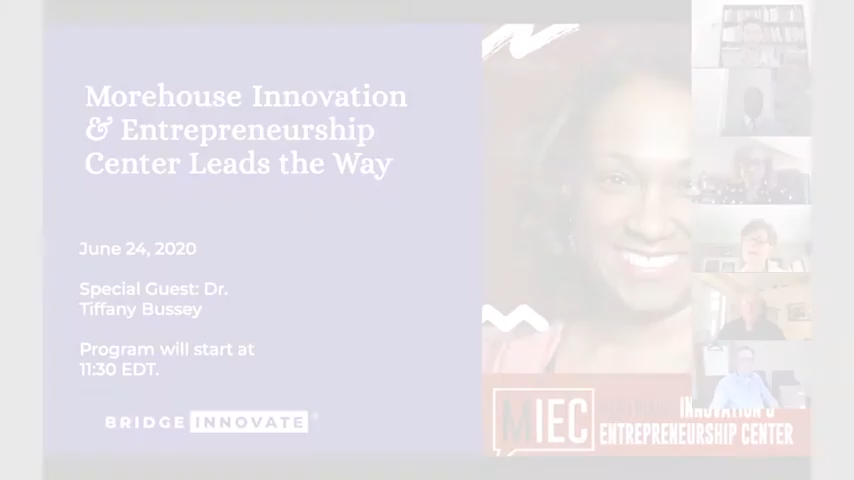 Morehouse Innovation
& Entrepreneurship
Center Leads the Way
June 24, 2020
Special Guest: Dr.
Tiffany Bussey
Program will start at
11:30 EDT.
BRIDGE INNOVATE®
MIEC
INNOVATION &
ENTREPRENEURSHIP CENTER